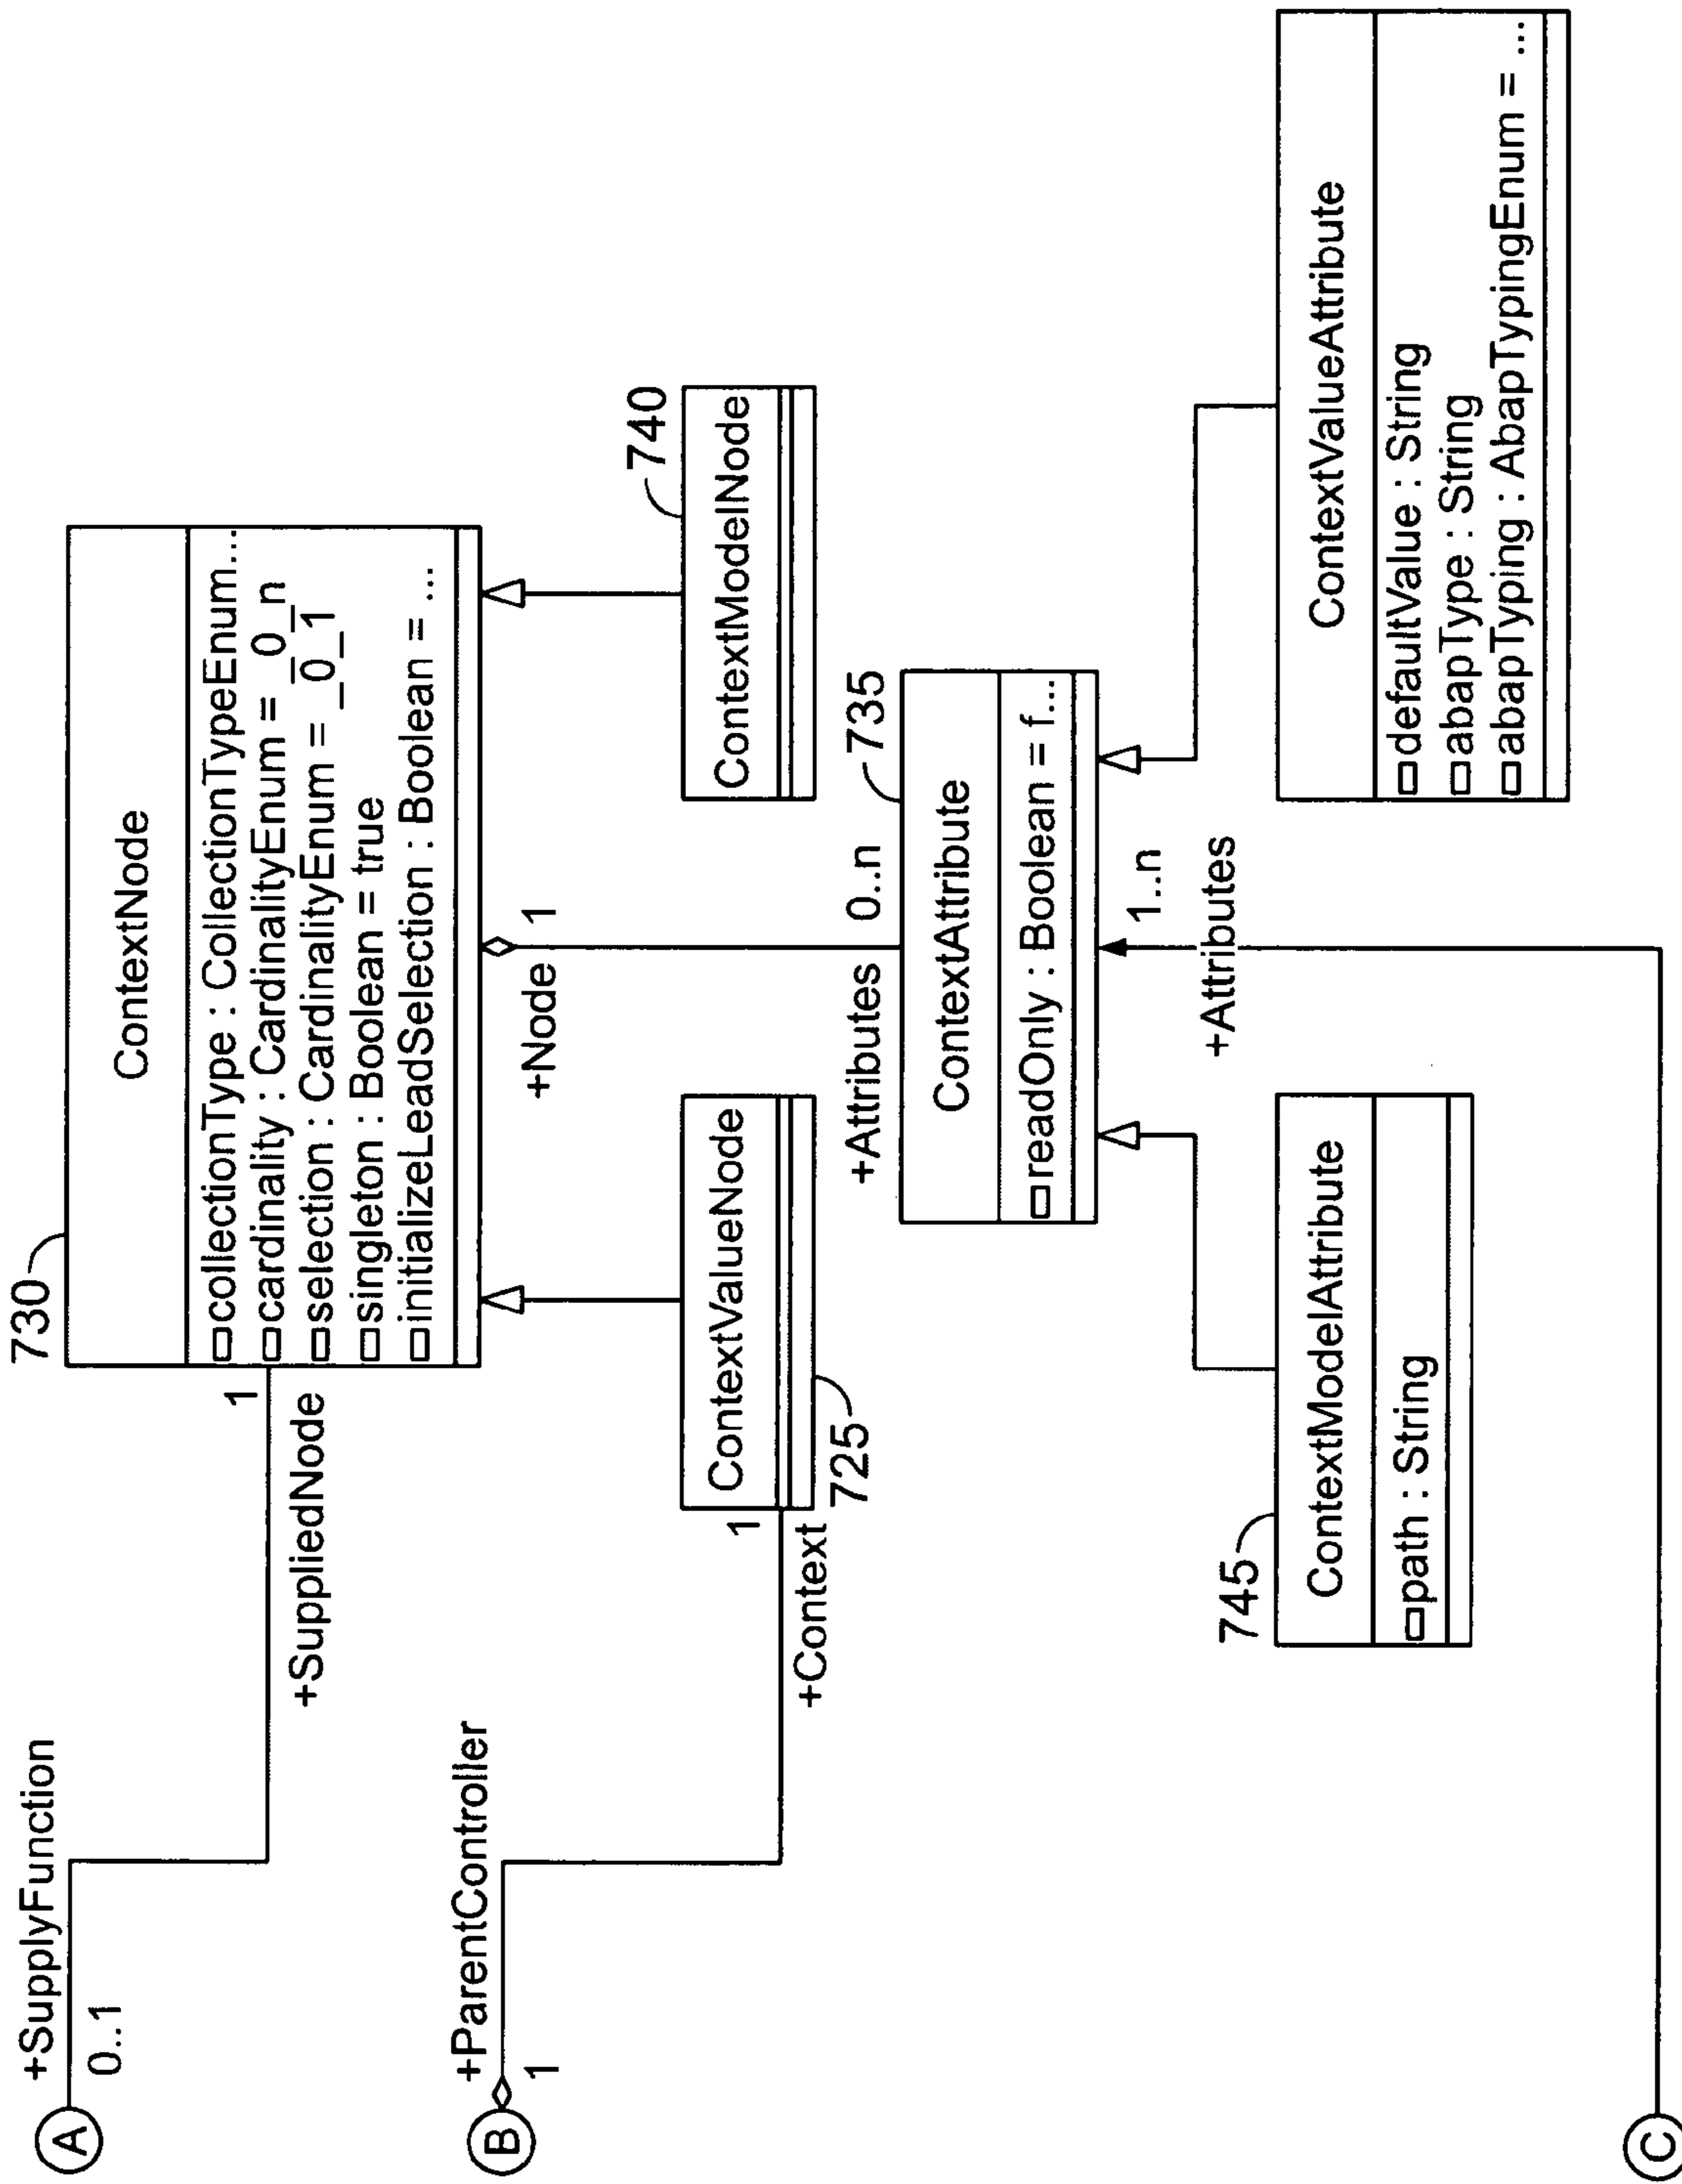 +SupplyFunction
A
0..1
730
1
+SuppliedNode
ContextNode
collectionType : CollectionTypeEnum...
cardinality : CardinalityEnum = _0_n
selection : CardinalityEnum = _0_1
singleton : Boolean = true
initializeLeadSelection : Boolean = ...
+ParentController
B
1
+Node
1
740
1
+Context
ContextValueNode
725
ContextModelNode
+Attributes
0..n
735
ContextAttribute
readOnly : Boolean = f...
1..n
+Attributes
745
ContextModelAttribute
path : String
ContextValueAttribute
defaultValue : String
abapType : String
abapTyping : AbapTypingEnum = ...
C